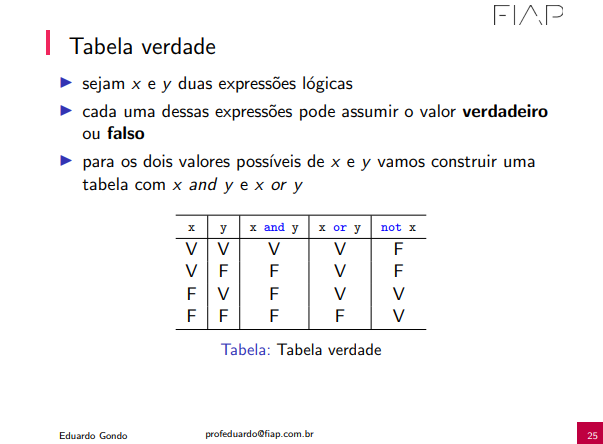 FIAP
Tabela verdade
sejam x e y duas expressões lógicas
cada uma dessas expressões pode assumir o valor verdadeiro
ou falso
para os dois valores possíveis de x e y vamos construir uma
tabela com x and y e x or y
x y x and y x or y not x
V V V V F
V F F V F
F V F V V
F F F F V
Tabela: Tabela verdade
Eduardo Gondo profeduardo@fiap.com.br 25